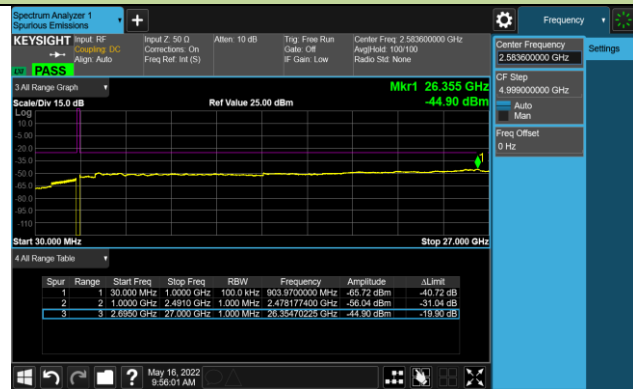 Spectrum Analyzer 1
Spurious Emissions
Frequency
KEYSIGHT Input: RF Input Z: 50 Ω Atten: 10 dB Trig: Free Run Center Freq: 2.583600000 GHz
Coupling: DC Corrections: On Gate: Off Avg|Hold: 100/100
Align: Auto Freq Ref: Int (S) IF Gain: Low Radio Std: None
PASS
Center Frequency
2.583600000 GHz
Settings
CF Step
4.999000000 GHz
Auto
Man
Freq Offset
0 Hz
3 All Range Graph
Mkr1 26.355 GHz
Scale/Div 15.0 dB Ref Value 25.00 dBm -44.90 dBm
Log
10.0
-5.00
-20.0
-35.0
-50.0
-65.0
-80.0
-95.0
-110
1
Start 30.000 MHz Stop 27.000 GHz
4 All Range Table
Spur Range Start Freq Stop Freq RBW Frequency Amplitude ΔLimit
1 1 30.000 MHz 1.0000 GHz 100.0 kHz 903.9700000 MHz -65.72 dBm -40.72 dB
2 2 1.0000 GHz 2.4910 GHz 1.000 MHz 2.478177400 GHz -56.04 dBm -31.04 dB
3 3 2.6950 GHz 27.000 GHz 1.000 MHz 26.35470225 GHz -44.90 dBm -19.90 dB
?
May 16, 2022
9:56:01 AM